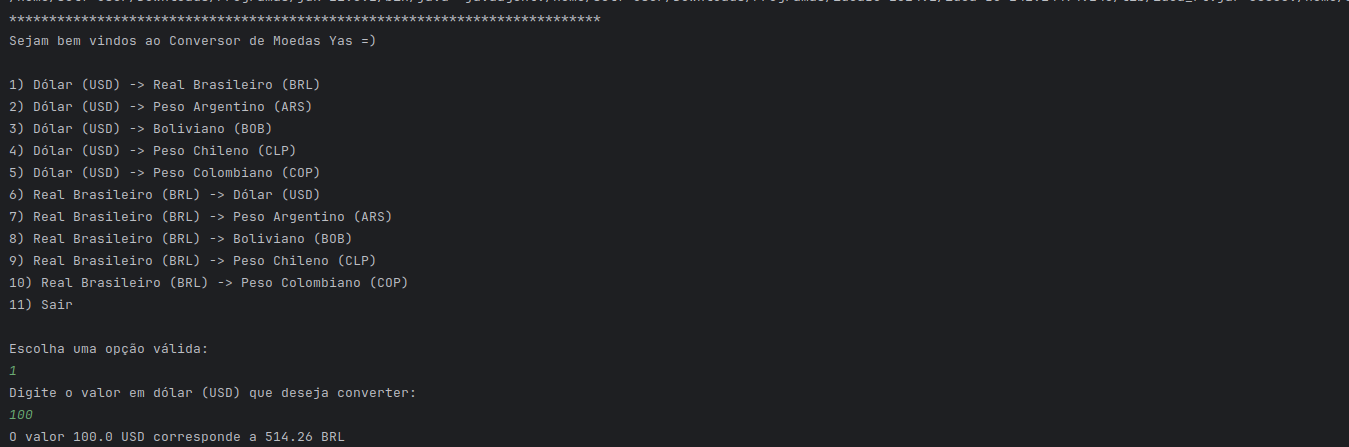 ***************************************************************************
Sejam bem vindos ao Conversor de Moedas Yas =)
1) Dólar (USD) -> Real Brasileiro (BRL)
2) Dólar (USD) -> Peso Argentino (ARS)
3) Dólar (USD) -> Boliviano (BOB)
4) Dólar (USD) -> Peso Chileno (CLP)
5) Dólar (USD) -> Peso Colombiano (COP)
6) Real Brasileiro (BRL) -> Dólar (USD)
7) Real Brasileiro (BRL) -> Peso Argentino (ARS)
8) Real Brasileiro (BRL) -> Boliviano (BOB)
9) Real Brasileiro (BRL) -> Peso Chileno (CLP)
10) Real Brasileiro (BRL) -> Peso Colombiano (COP)
11) Sair
Escolha uma opção válida:
1
Digite o valor em dólar (USD) que deseja converter:
100
O valor 100.0 USD corresponde a 514.26 BRL